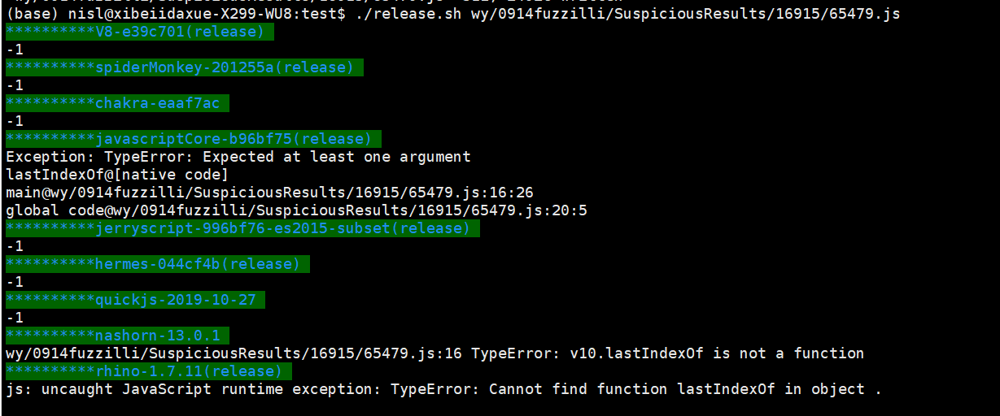 (base) nisl@xibeiidaxue-X299-WU8:test$ ./release.sh wy/0914fuzzilli/SuspiciousResults/16915/65479.js
**********V8-e39c701(release)
-1
**********spiderMonkey-201255a(release)
-1
**********chakra-eaaf7ac
-1
**********javascriptCore-b96bf75(release)
Exception: TypeError: Expected at least one argument
lastIndexOf@[native code]
main@wy/0914fuzzilli/SuspiciousResults/16915/65479.js:16:26
global code@wy/0914fuzzilli/SuspiciousResults/16915/65479.js:20:5
**********jerryscript-996bf76-es2015-subset(release)
-1
**********hermes-044cf4b(release)
-1
**********quickjs-2019-10-27
-1
**********nashorn-13.0.1
wy/0914fuzzilli/SuspiciousResults/16915/65479.js:16 TypeError: v10.lastIndexOf is not a function
**********rhino-1.7.11(release)
js: uncaught JavaScript runtime exception: TypeError: Cannot find function lastIndexOf in object .